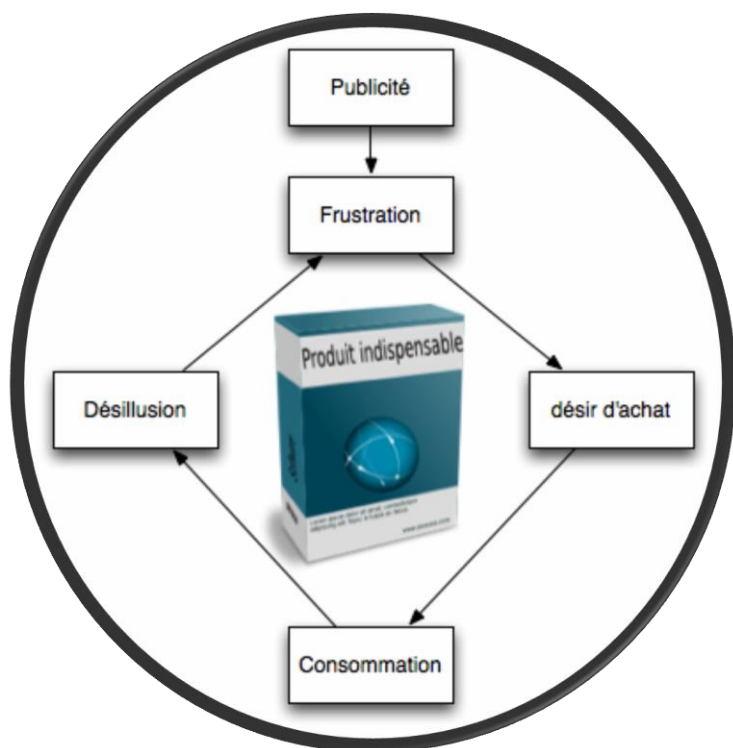 Publicité
Frustration
Produit indispensable
Désillusion
désir d'achat
Consommation